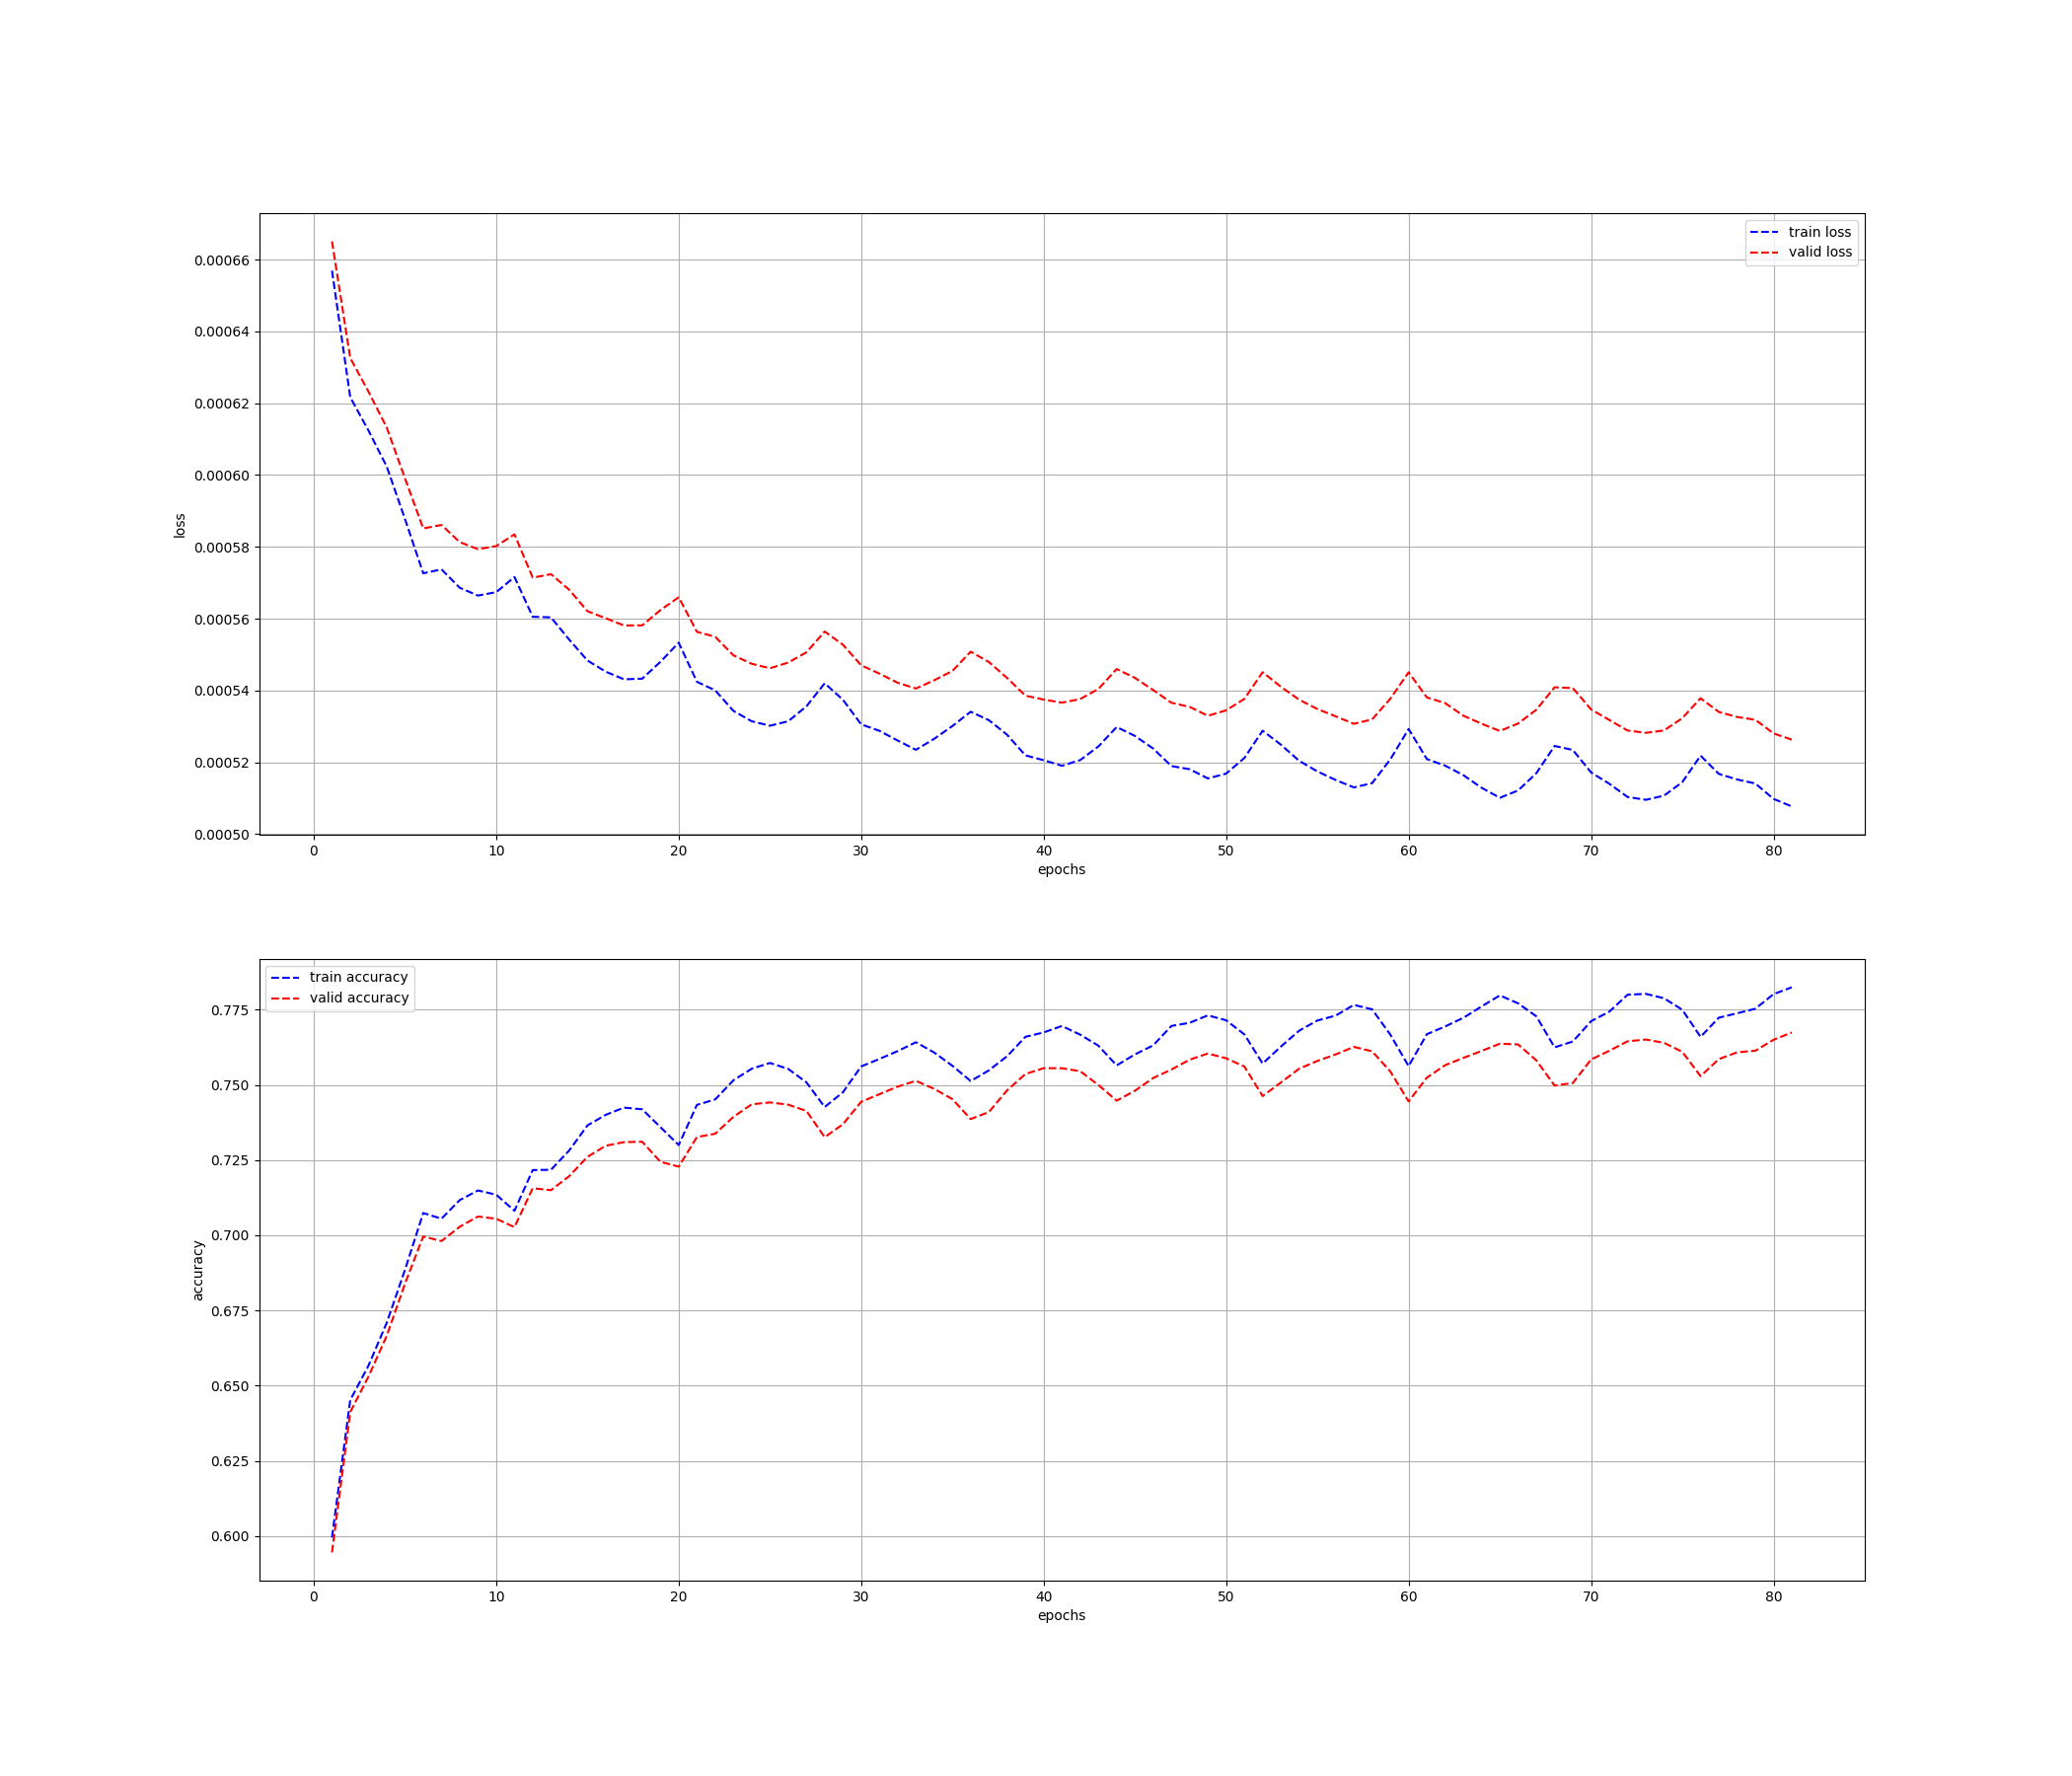 train loss
valid loss
0.00066
0.00064
0.00062
0.00060
0.00058
0.00056
0.00054
0.00052
0.00050
loss
0 10 20 30 40 50 60 70 80
epochs
train accuracy
valid accuracy
0.775
0.750
0.725
0.700
0.675
0.650
0.625
0.600
accuracy
0 10 20 30 40 50 60 70 80
epochs